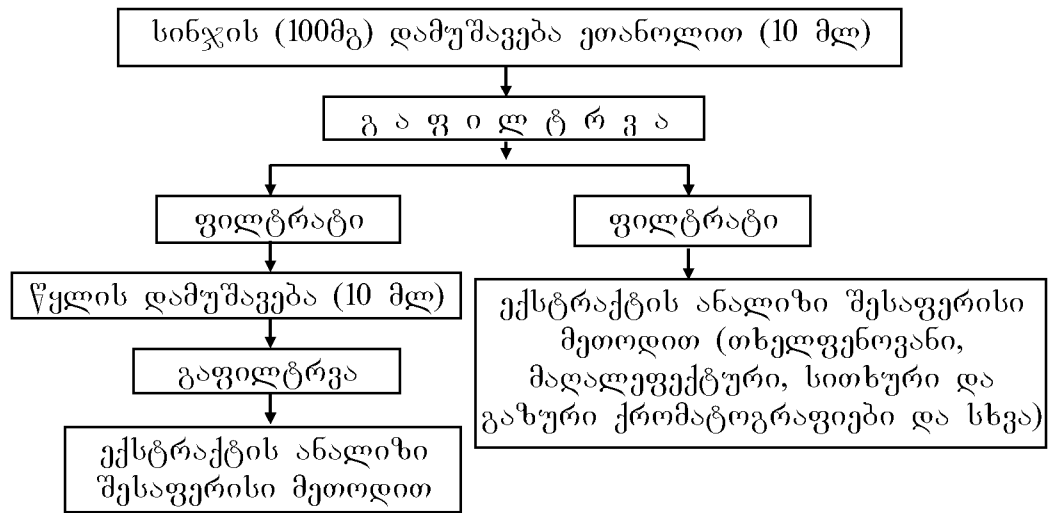 სინჯის (100მგ) დამუშავება ეთანოლით (10 მლ)
გ ა ფ ი ლ ტ რ ვ ა
ფილტრატი
ფილტრატი
წყლის დამუშავება (10 მლ)
გაფილტრვა
ექსტრაქტის ანალიზი
შესაფერისი მეთოდით
ექსტრაქტის ანალიზი შესაფერისი
მეთოდით (თხელფენოვანი,
მაღალეფექტური, სითხური და
გაზური ქრომატოგრაფიები და სხვა)